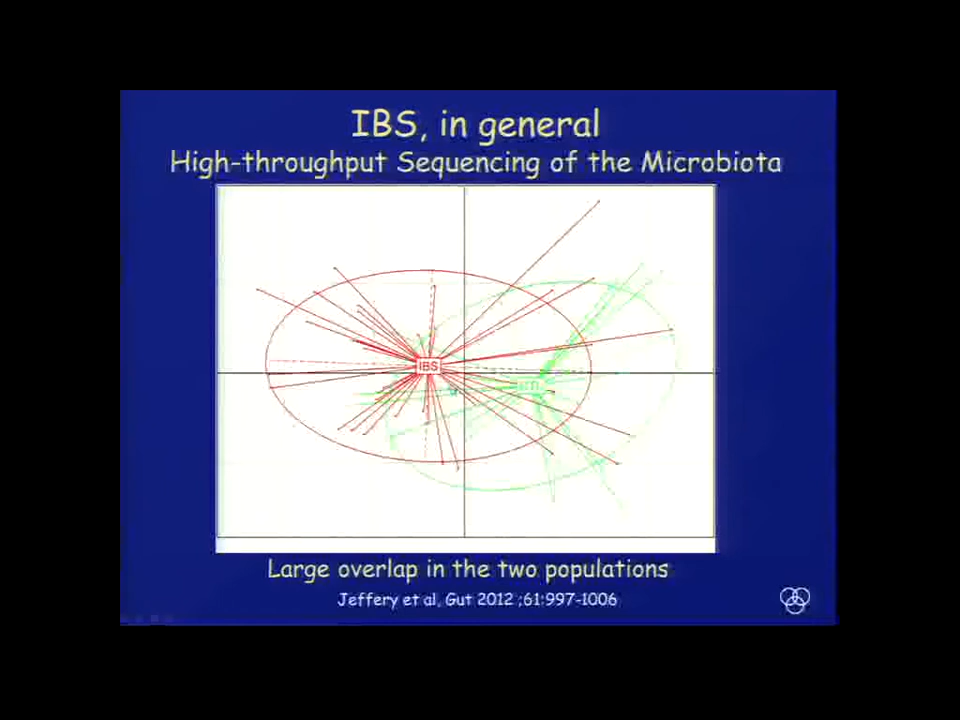 IBS, in general
High-throughput Sequencing of the Microbiota
IBS
Large overlap in the two populations
Jeffery et al, Gut 2012 ;61:997-1006